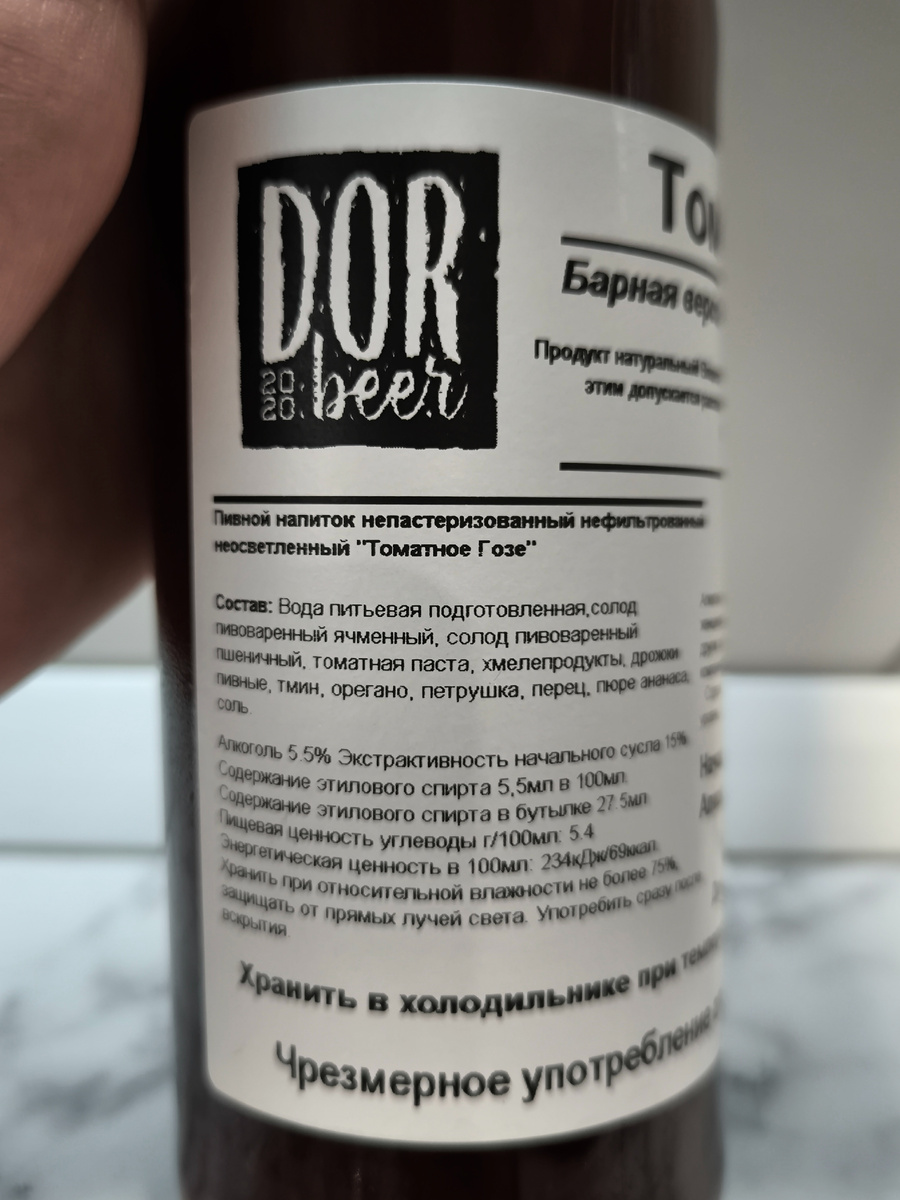 DOR
20
20 beer
Том
Барная
Продукт натуральный
этим допускается
Пивной напиток непастеризованный нефильтрованный
неосветленный "Томатное Гозе"
Состав: Вода питьевая подготовленная,солод
пивоваренный ячменный, солод пивоваренный
пшеничный, томатная паста, хмелепродукты, дрожжи
пивные, тмин, орегано, петрушка, перец, пюре ананаса,
соль.
Алкоголь 5.5% Экстрактивность начального сусла 15%
Содержание этилового спирта 5,5мл в 100мл.
Содержание этилового спирта в бутылке 27.5мл
Пищевая ценность углеводы г/100мл: 5.4
Энергетическая ценность в 100мл: 234кДж/69ккал.
Хранить при относительной влажности не более 75%,
защищать от прямых лучей света. Употребить сразу после
вскрытия.
Хранить в холодильнике при
Чрезмерное употребление